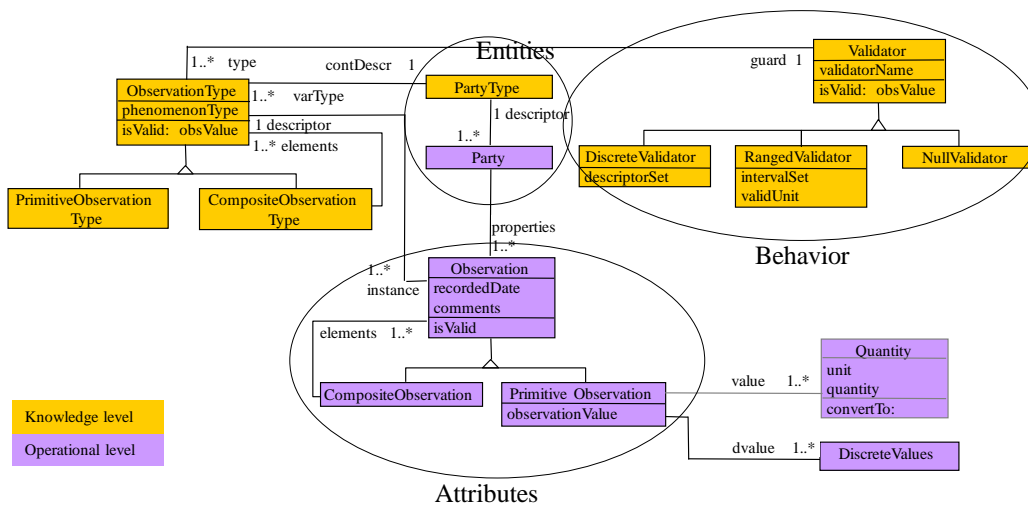 Entities
1..* type
contDescr 1
guard 1
Validator
validatorName
isValid: obsValue
ObservationType
phenomenonType
isValid: obsValue
1..* varType
PartyType
1 descriptor
1..* elements
1 descriptor
1..*
Party
DiscreteValidator
descriptorSet
RangedValidator
intervalSet
validUnit
NullValidator
PrimitiveObservation
Type
CompositeObservation
Type
properties
1..*
Behavior
1..*
instance
Observation
recordedDate
comments
isValid
elements 1..*
CompositeObservation
Primitive Observation
observationValue
value 1..*
Quantity
unit
quantity
convertTo:
dvalue 1..*
DiscreteValues
Knowledge level
Operational level
Attributes